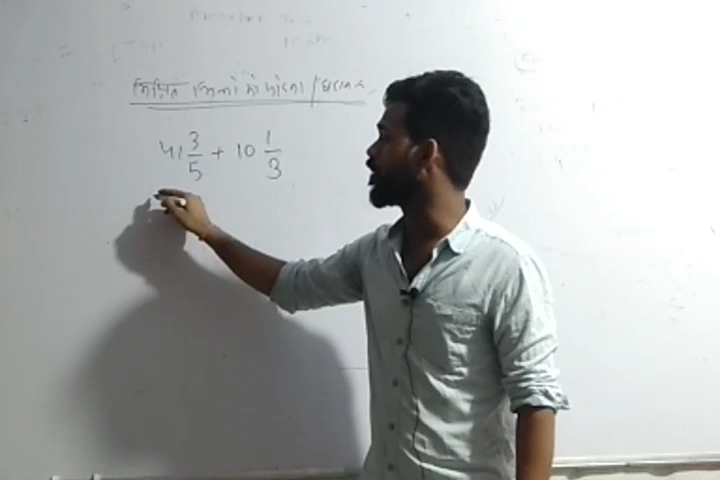 मिश्रित भिन्नों को जोड़ना / घटाना
41 3/5 + 10 1/3